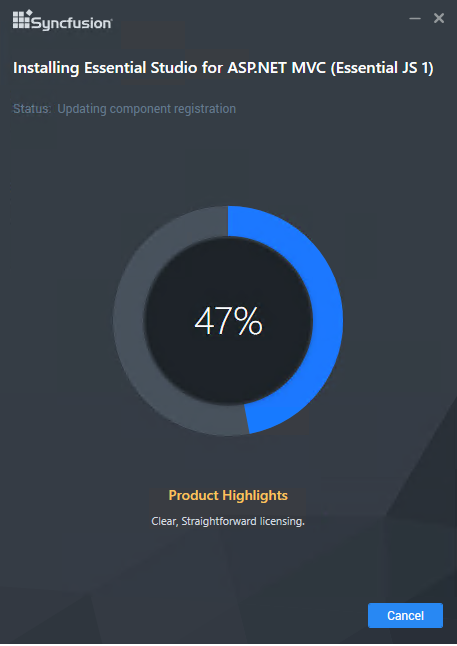 Syncfusion
Installing Essential Studio for ASP.NET MVC (Essential JS 1)
Status: Updating component registration
47%
Product Highlights
Clear, Straightforward licensing.
Cancel